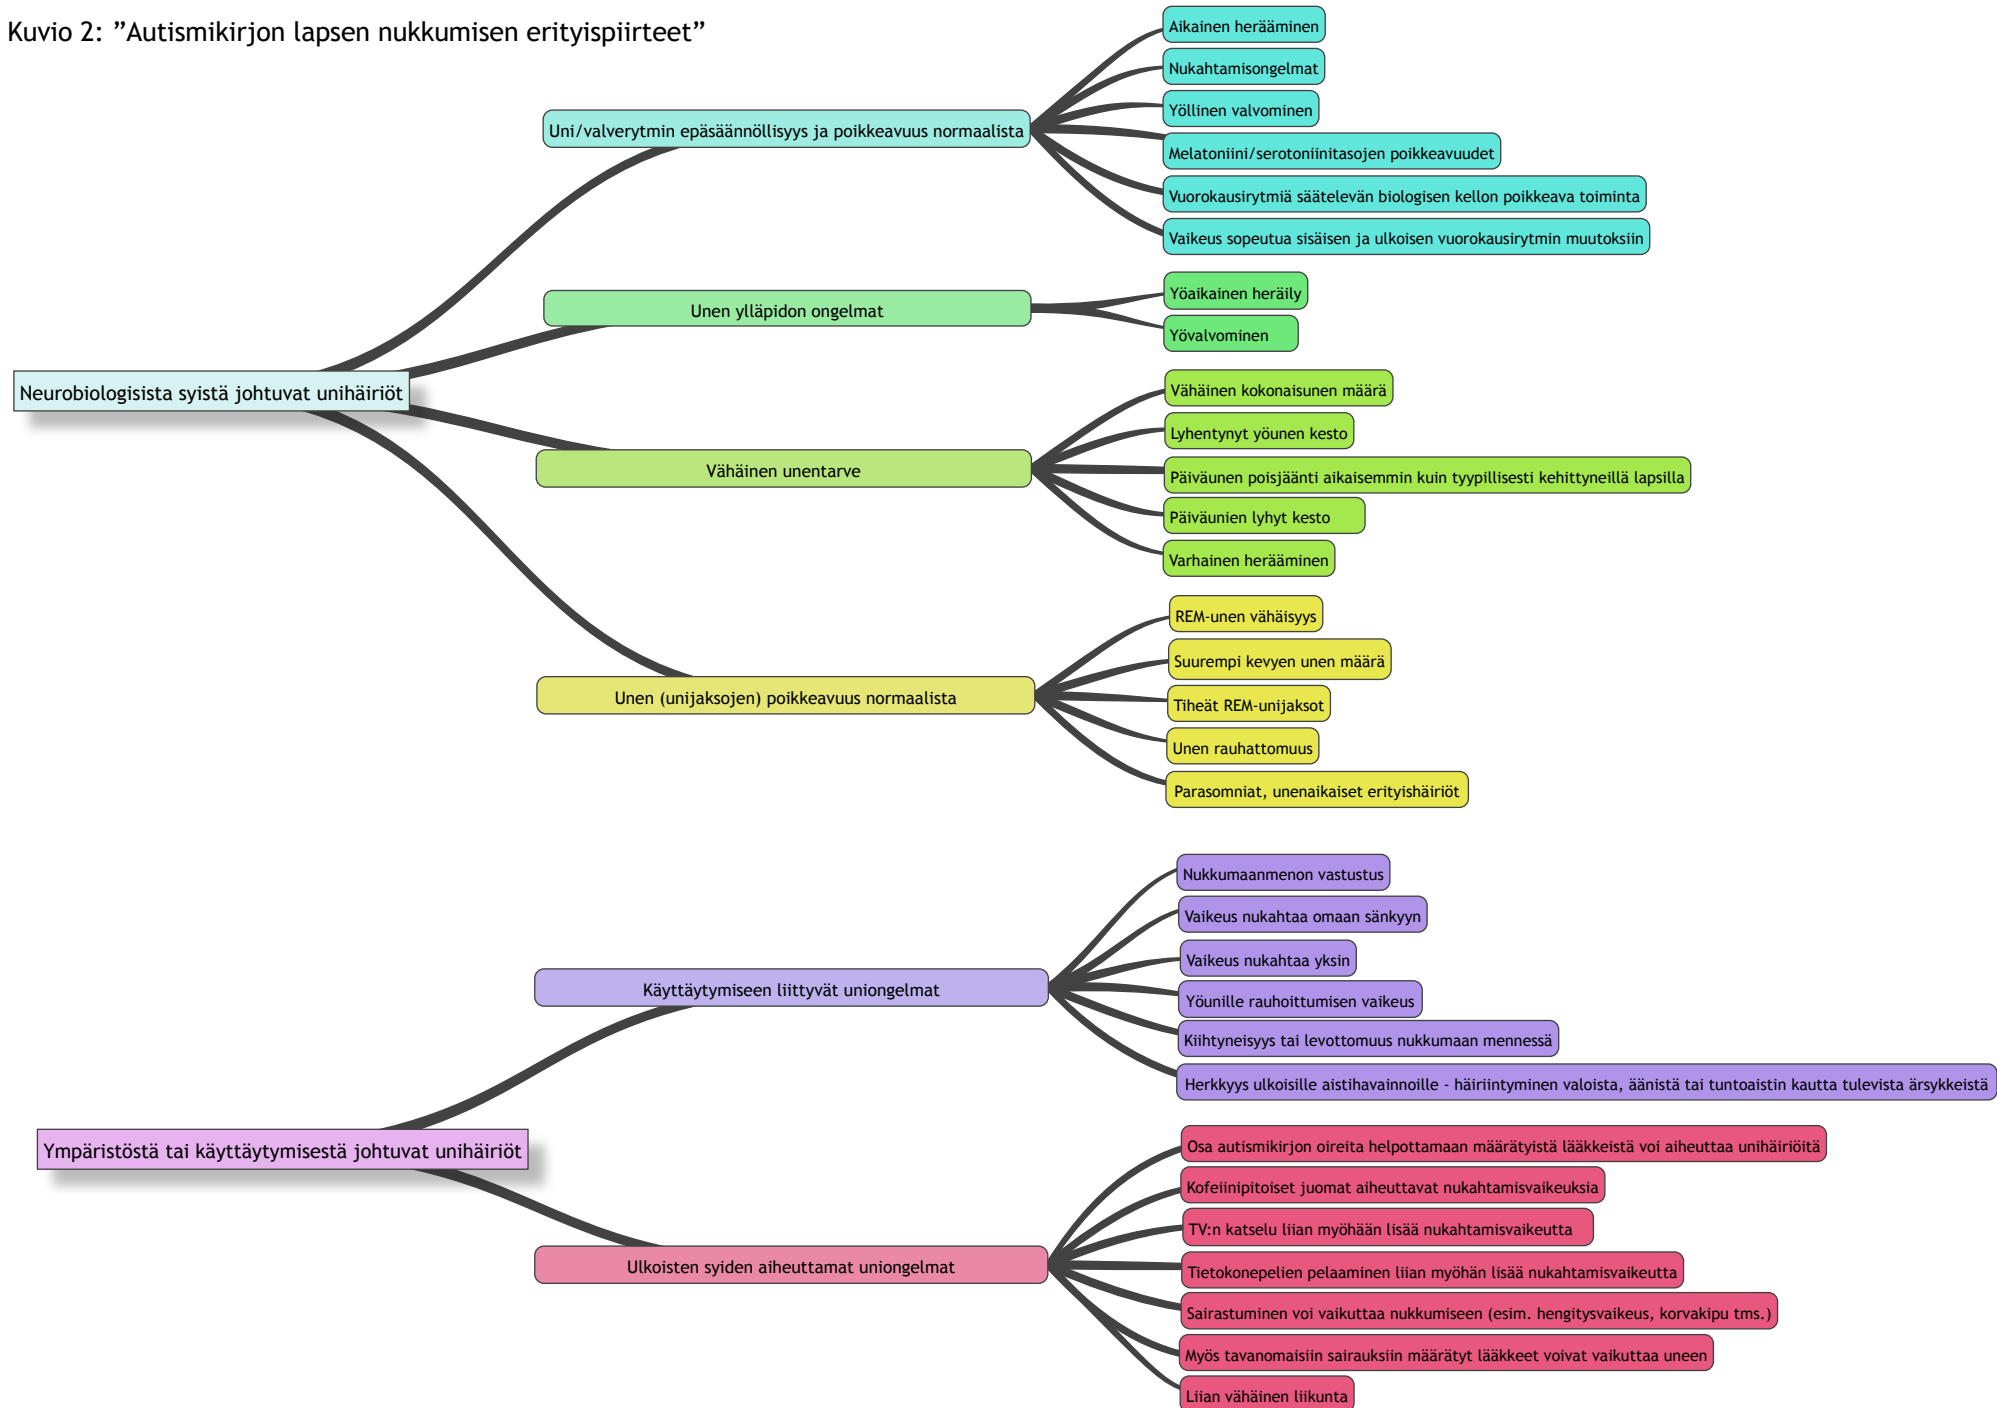 Kuvio 2: ”Autismikirjon lapsen nukkumisen erityispiirteet”
Neurobiologisista syistä johtuvat unihäiriöt
Uni/valverytmin epäsäännöllisyys ja poikkeavuus normaalista
Aikainen herääminen
Nukahtamisongelmat
Yöllinen valvominen
Melatoniini/serotoniinitasojen poikkeavuudet
Vuorokausirytmiä säätelevän biologisen kellon poikkeava toiminta
Vaikeus sopeutua sisäisen ja ulkoisen vuorokausirytmin muutoksiin
Unen ylläpidon ongelmat
Yöaikainen heräily
Yövalvominen
Vähäinen unentarve
Vähäinen kokonaisunen määrä
Lyhentynyt yöunen kesto
Päiväunen poisjäänti aikaisemmin kuin tyypillisesti kehittyneillä lapsilla
Päiväunien lyhyt kesto
Varhainen herääminen
Unen (unijaksojen) poikkeavuus normaalista
REM-unen vähäisyys
Suurempi kevyen unen määrä
Tiheät REM-unijaksot
Unen rauhattomuus
Parasomniat, unenaikaiset erityishäiriöt
Ympäristöstä tai käyttäytymisestä johtuvat unihäiriöt
Käyttäytymiseen liittyvät uniongelmat
Nukkumaanmenon vastustus
Vaikeus nukahtaa omaan sänkyyn
Vaikeus nukahtaa yksin
Yöunille rauhoittumisen vaikeus
Kiihtyneisyys tai levottomuus nukkumaan mennessä
Herkkyys ulkoisille aistihavainnoille - häiriintyminen valoista, äänistä tai tuntoaistin kautta tulevista ärsykkeistä
Ulkoisten syiden aiheuttamat uniongelmat
Osa autismikirjon oireita helpottamaan määrätyistä lääkkeistä voi aiheuttaa unihäiriöitä
Kofeiinipitoiset juomat aiheuttavat nukahtamisvaikeuksia
TV:n katselu liian myöhään lisää nukahtamisvaikeutta
Tietokonepelien pelaaminen liian myöhän lisää nukahtamisvaikeutta
Sairastuminen voi vaikuttaa nukkumiseen (esim. hengitysvaikeus, korvakipu tms.)
Myös tavanomaisiin sairauksiin määrätyt lääkkeet voivat vaikuttaa uneen
Liian vähäinen liikunta